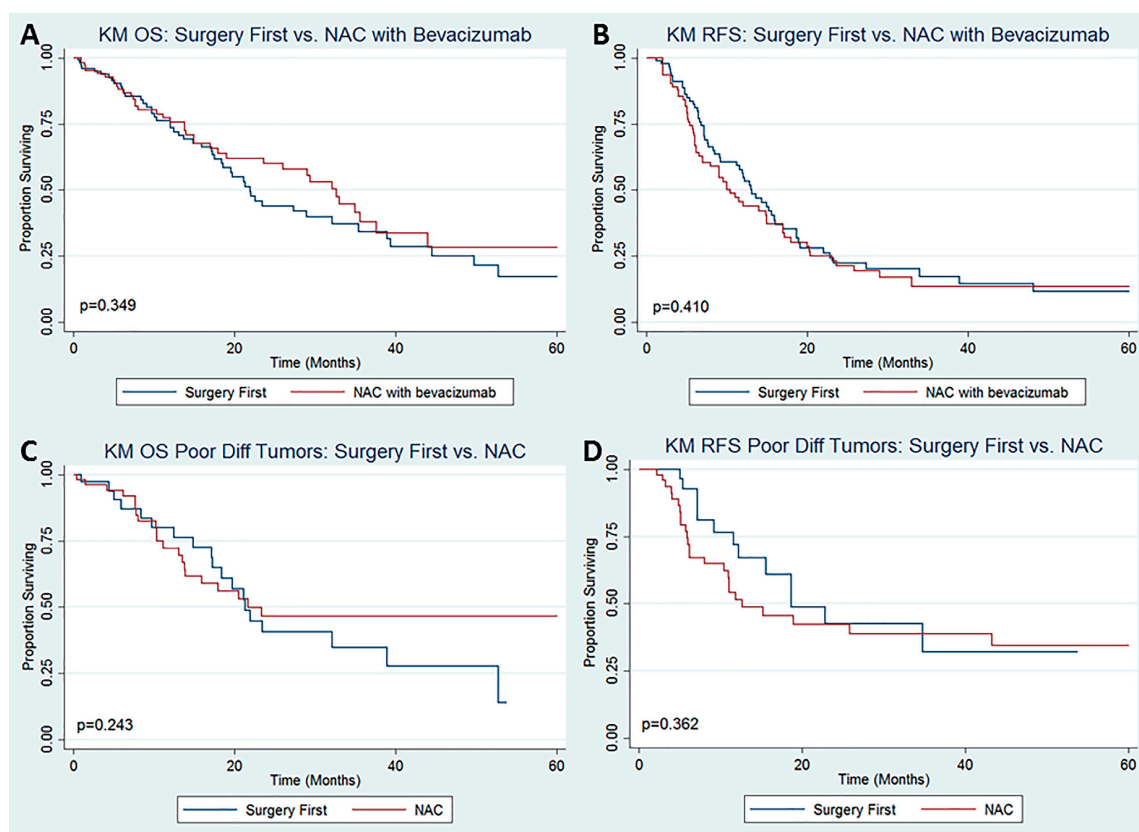 A
KM OS: Surgery First vs. NAC with Bevacizumab
Proportion Surviving
1.00
0.75
0.50
0.25
0.00
p=0.349
0 20 40 60
Time (Months)
Surgery First NAC with bevacizumab
B
KM RFS: Surgery First vs. NAC with Bevacizumab
Proportion Surviving
1.00
0.75
0.50
0.25
0.00
p=0.410
0 20 40 60
Time (Months)
Surgery First NAC with bevacizumab
C
KM OS Poor Diff Tumors: Surgery First vs. NAC
Proportion Surviving
1.00
0.75
0.50
0.25
0.00
p=0.243
0 20 40 60
Time (Months)
Surgery First NAC
D
KM RFS Poor Diff Tumors: Surgery First vs. NAC
Proportion Surviving
1.00
0.75
0.50
0.25
0.00
p=0.362
0 20 40 60
Time (Months)
Surgery First NAC